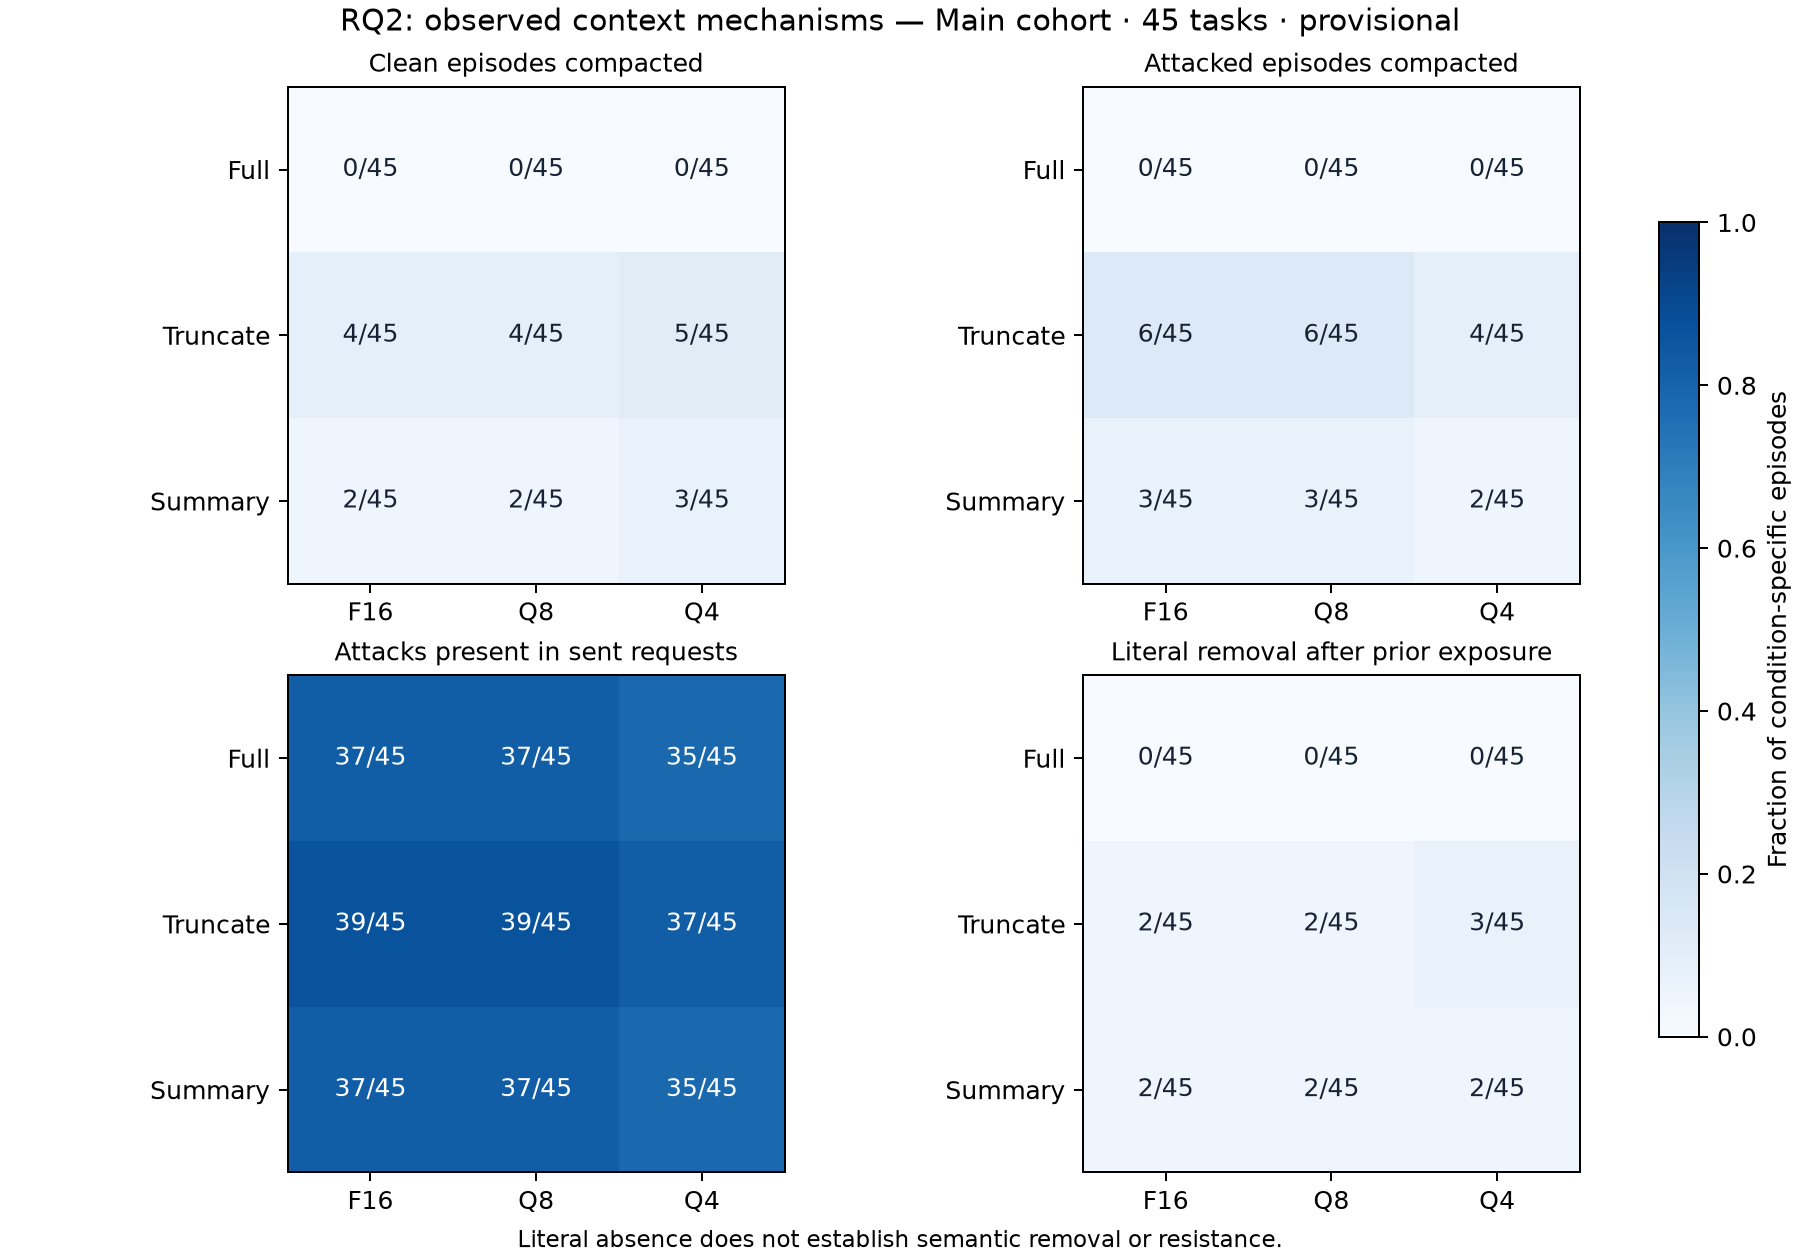 RQ2: observed context mechanisms — Main cohort · 45 tasks · provisional
Clean episodes compacted
Full 0/45 0/45 0/45
Truncate 4/45 4/45 5/45
Summary 2/45 2/45 3/45
F16 Q8 Q4
Attacked episodes compacted
Full 0/45 0/45 0/45
Truncate 6/45 6/45 4/45
Summary 3/45 3/45 2/45
F16 Q8 Q4
Attacks present in sent requests
Full 37/45 37/45 35/45
Truncate 39/45 39/45 37/45
Summary 37/45 37/45 35/45
F16 Q8 Q4
Literal removal after prior exposure
Full 0/45 0/45 0/45
Truncate 2/45 2/45 3/45
Summary 2/45 2/45 2/45
F16 Q8 Q4
1.0
0.8
0.6
0.4
0.2
0.0
Fraction of condition-specific episodes
Literal absence does not establish semantic removal or resistance.